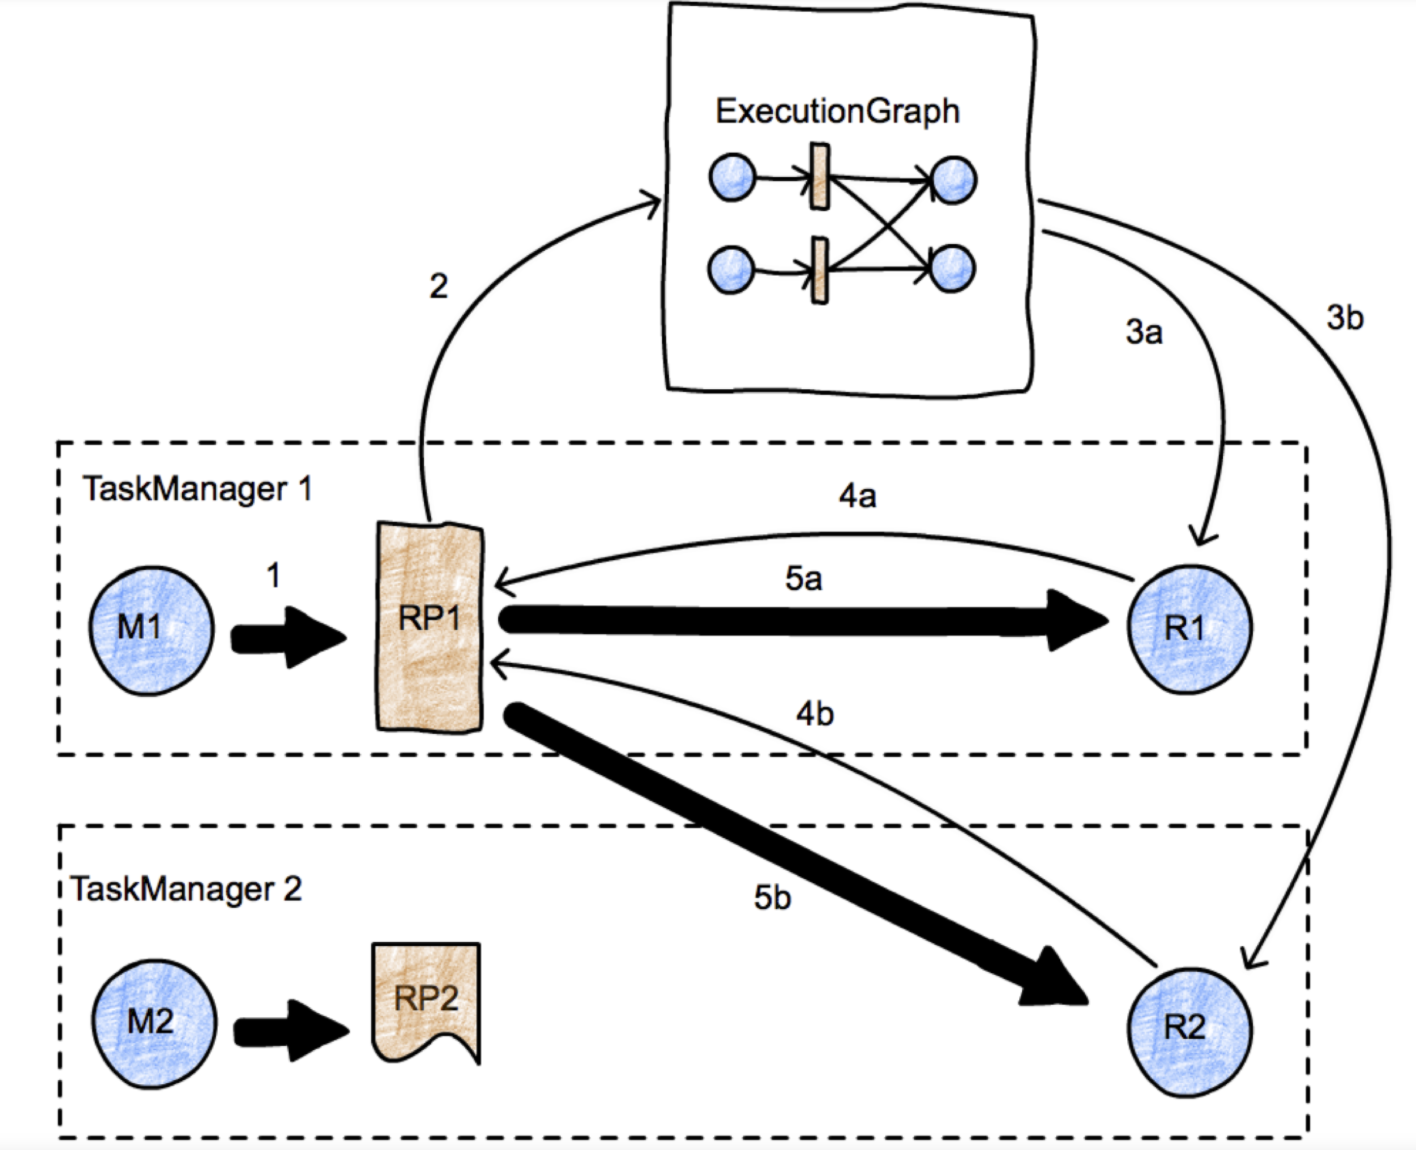 ExecutionGraph
2
3a
3b
TaskManager 1
4a
1
5a
M1
RP1
R1
4b
TaskManager 2
5b
M2
RP2
R2